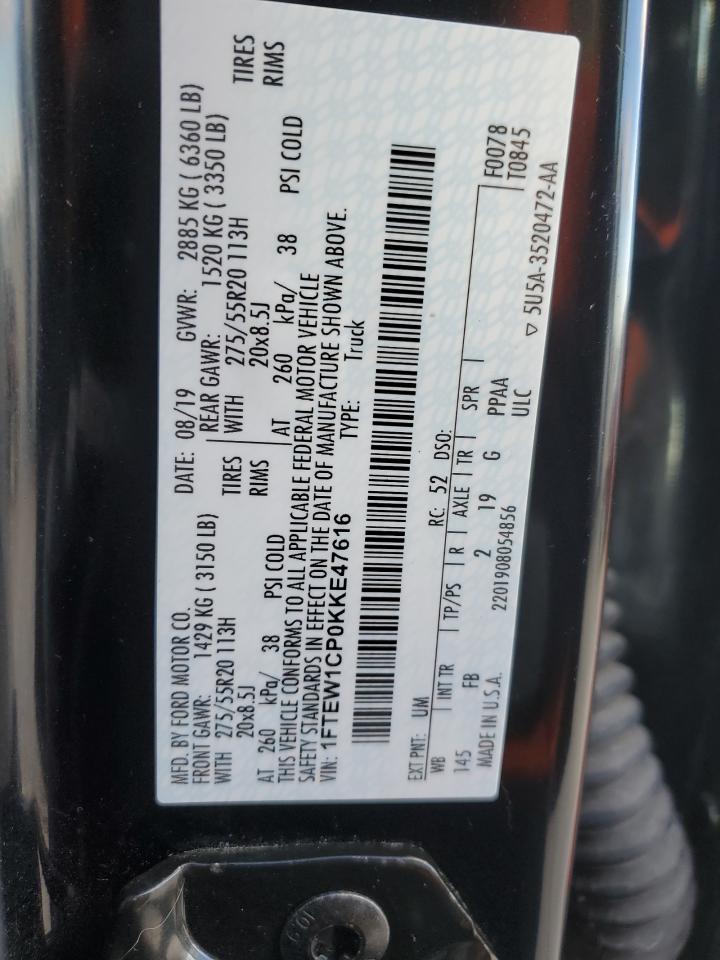 MFD. BY FORD MOTOR CO.
DATE: 08/19 GVWR: 2885 KG ( 6360 LB)
FRONT GAWR: 1429 KG ( 3150 LB)
REAR GAWR: 1520 KG ( 3350 LB)
WITH 275/55R20 113H TIRES
WITH 275/55R20 113H TIRES
20x8.5J RIMS
20x8.5J RIMS
AT 260 kPa/ 38 PSI COLD
AT 260 kPa/ 38 PSI COLD
THIS VEHICLE CONFORMS TO ALL APPLICABLE FEDERAL MOTOR VEHICLE
SAFETY STANDARDS IN EFFECT ON THE DATE OF MANUFACTURE SHOWN ABOVE.
VIN: 1FTEW1CP0KKE47616 TYPE: Truck
EXT PNT: UM RC: 52 DSO: F0078
WB INT TR TP/PS R AXLE TR SPR T0845
145 FB 2 19 G PPAA
MADE IN U.S.A. 2201908054856 ULC
▽ 5U5A-3520472-AA
10.9